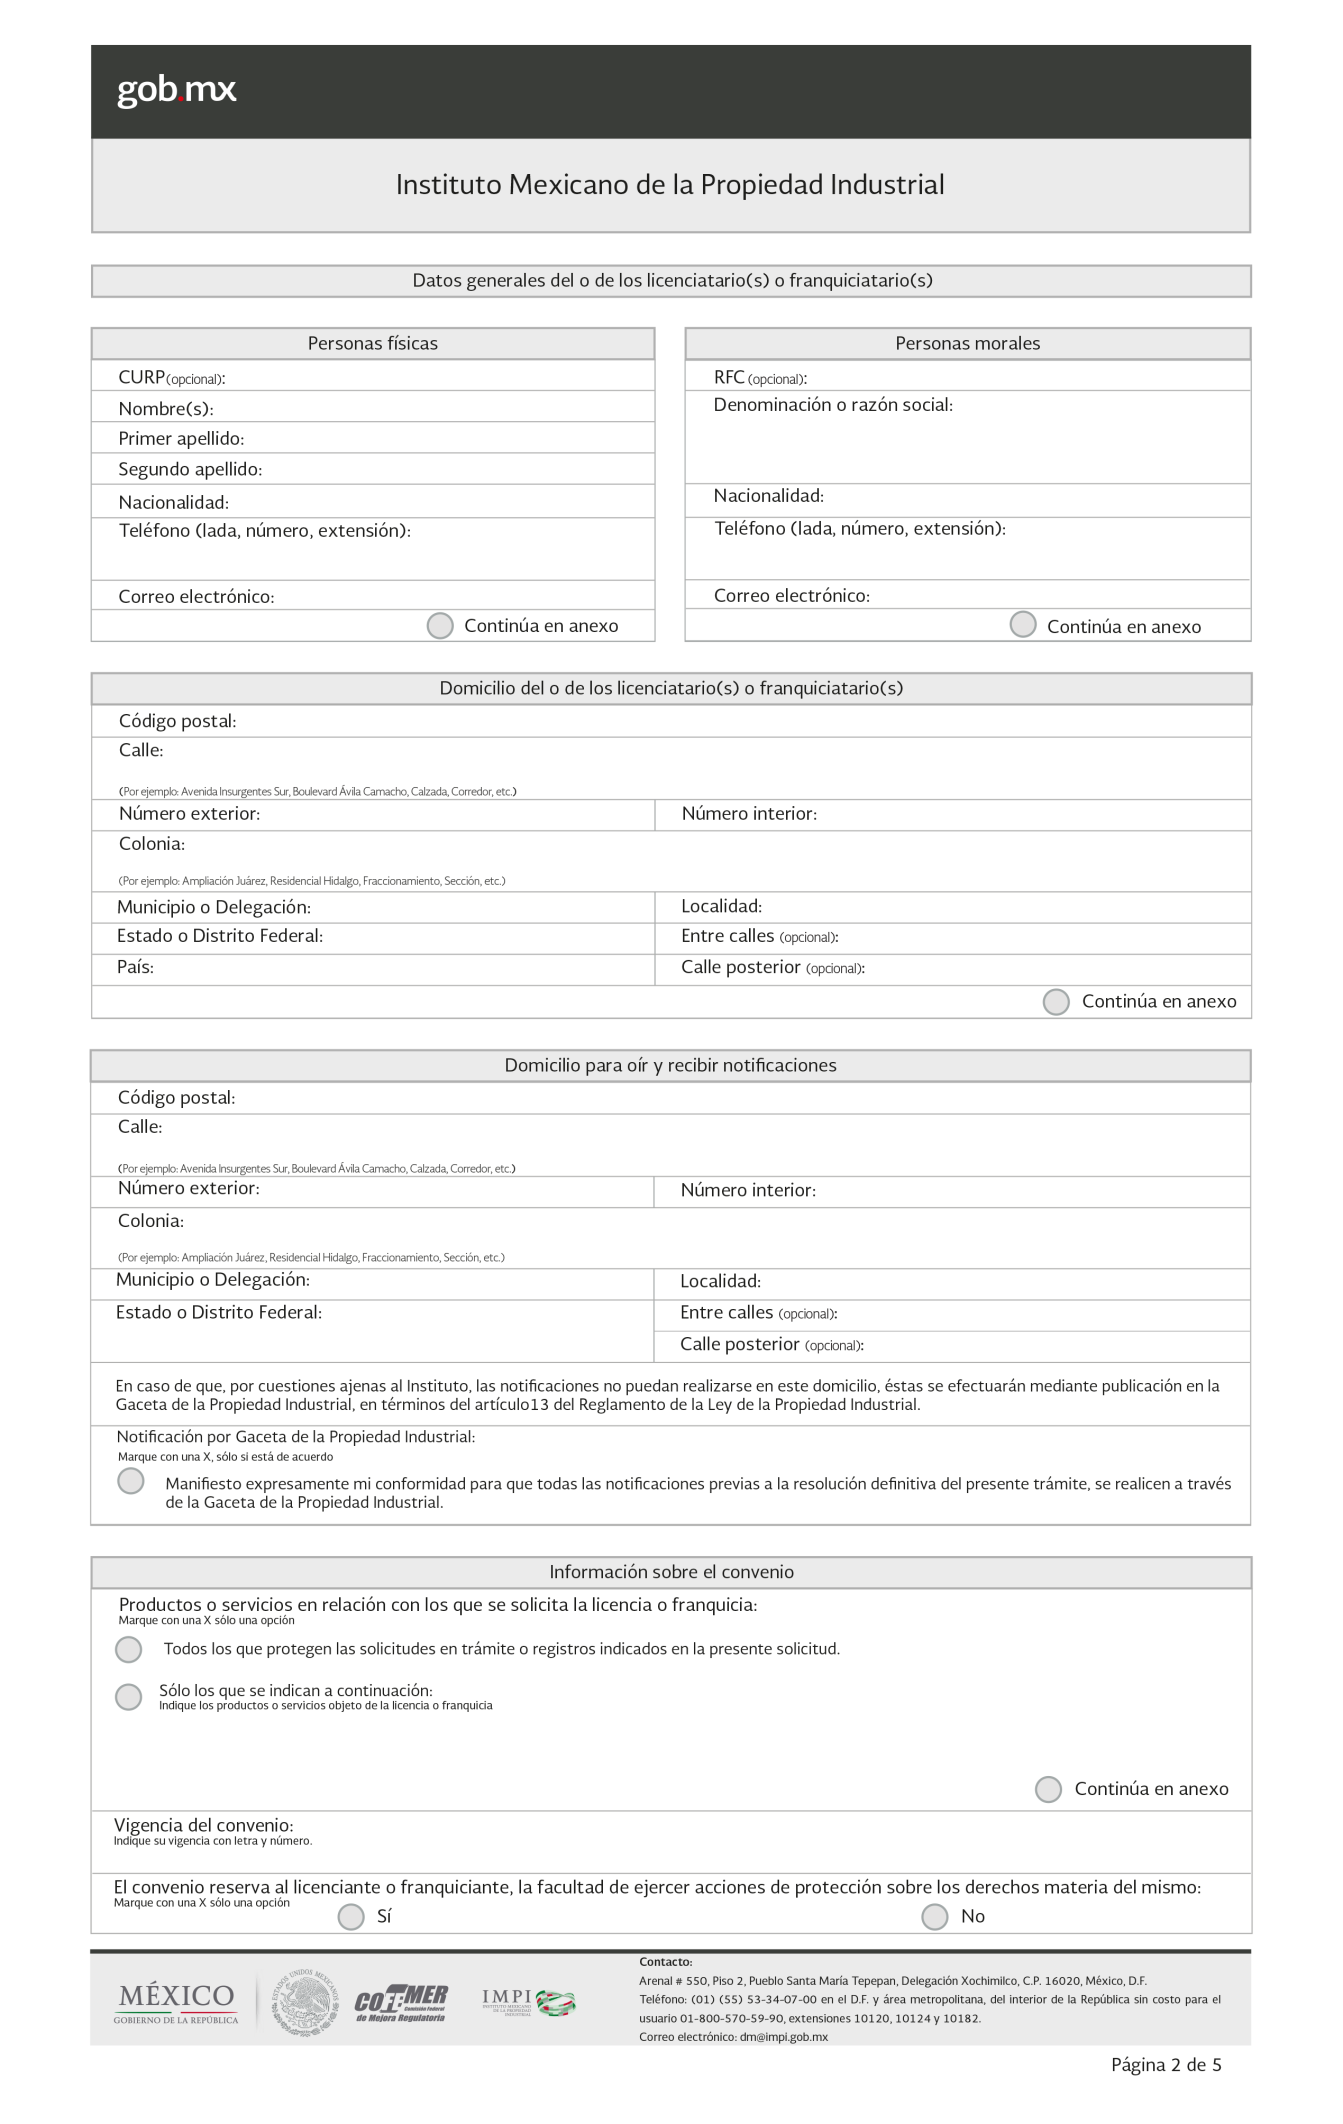 gob.mx
Instituto Mexicano de la Propiedad Industrial
Datos generales del o de los licenciatario(s) o franquiciatario(s)
Personas físicas
CURP(opcional):
Nombre(s):
Primer apellido:
Segundo apellido:
Nacionalidad:
Teléfono (lada, número, extensión):
Correo electrónico:
Continúa en anexo
Personas morales
RFC (opcional):
Denominación o razón social:
Nacionalidad:
Teléfono (lada, número, extensión):
Correo electrónico:
Continúa en anexo
Domicilio del o de los licenciatario(s) o franquiciatario(s)
Código postal:
Calle:
(Por ejemplo: Avenida Insurgentes Sur, Boulevard Ávila Camacho, Calzada, Corredor, etc.)
Número exterior:
Número interior:
Colonia:
(Por ejemplo: Ampliación Juárez, Residencial Hidalgo, Fraccionamiento, Sección, etc.)
Municipio o Delegación:
Localidad:
Estado o Distrito Federal:
Entre calles (opcional):
País:
Calle posterior (opcional):
Continúa en anexo
Domicilio para oír y recibir notificaciones
Código postal:
Calle:
(Por ejemplo: Avenida Insurgentes Sur, Boulevard Ávila Camacho, Calzada, Corredor, etc.)
Número exterior:
Número interior:
Colonia:
(Por ejemplo: Ampliación Juárez, Residencial Hidalgo, Fraccionamiento, Sección, etc.)
Municipio o Delegación:
Localidad:
Estado o Distrito Federal:
Entre calles (opcional):
Calle posterior (opcional):
En caso de que, por cuestiones ajenas al Instituto, las notificaciones no puedan realizarse en este domicilio, éstas se efectuarán mediante publicación en la
Gaceta de la Propiedad Industrial, en términos del artículo13 del Reglamento de la Ley de la Propiedad Industrial.
Notificación por Gaceta de la Propiedad Industrial:
Marque con una X, sólo si está de acuerdo
Manifiesto expresamente mi conformidad para que todas las notificaciones previas a la resolución definitiva del presente trámite, se realicen a través
de la Gaceta de la Propiedad Industrial.
Información sobre el convenio
Productos o servicios en relación con los que se solicita la licencia o franquicia:
Marque con una X sólo una opción
Todos los que protegen las solicitudes en trámite o registros indicados en la presente solicitud.
Sólo los que se indican a continuación:
Indique los productos o servicios objeto de la licencia o franquicia
Continúa en anexo
Vigencia del convenio:
Indique su vigencia con letra y número.
El convenio reserva al licenciante o franquiciante, la facultad de ejercer acciones de protección sobre los derechos materia del mismo:
Marque con una X sólo una opción
Sí
No
MÉXICO
GOBIERNO DE LA REPÚBLICA
ESTADOS UNIDOS MEXICANOS
COFEMER
Comisión Federal
de Mejora Regulatoria
IMPI
INSTITUTO MEXICANO
DE LA PROPIEDAD
INDUSTRIAL
Contacto:
Arenal # 550, Piso 2, Pueblo Santa María Tepepan, Delegación Xochimilco, C.P. 16020, México, D.F.
Teléfono: (01) (55) 53-34-07-00 en el D.F. y área metropolitana, del interior de la República sin costo para el
usuario 01-800-570-59-90, extensiones 10120, 10124 y 10182.
Correo electrónico: dm@impi.gob.mx
Página 2 de 5